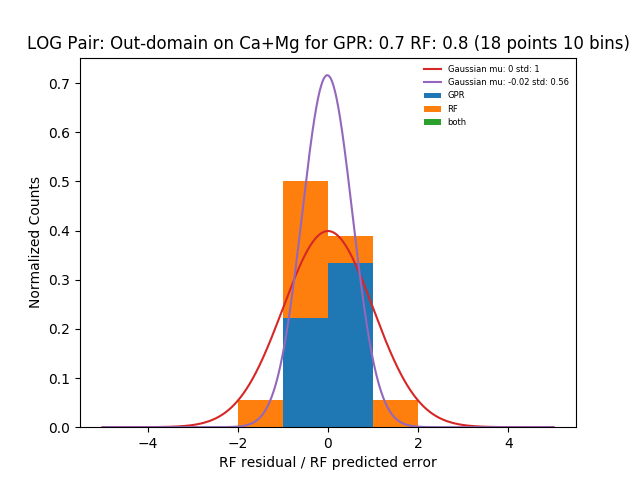 LOG Pair: Out-domain on Ca+Mg for GPR: 0.7 RF: 0.8 (18 points 10 bins)
Gaussian mu: 0 std: 1
Gaussian mu: -0.02 std: 0.56
GPR
RF
both
Normalized Counts
0.7
0.6
0.5
0.4
0.3
0.2
0.1
0.0
−4
−2
0
2
4
RF residual / RF predicted error